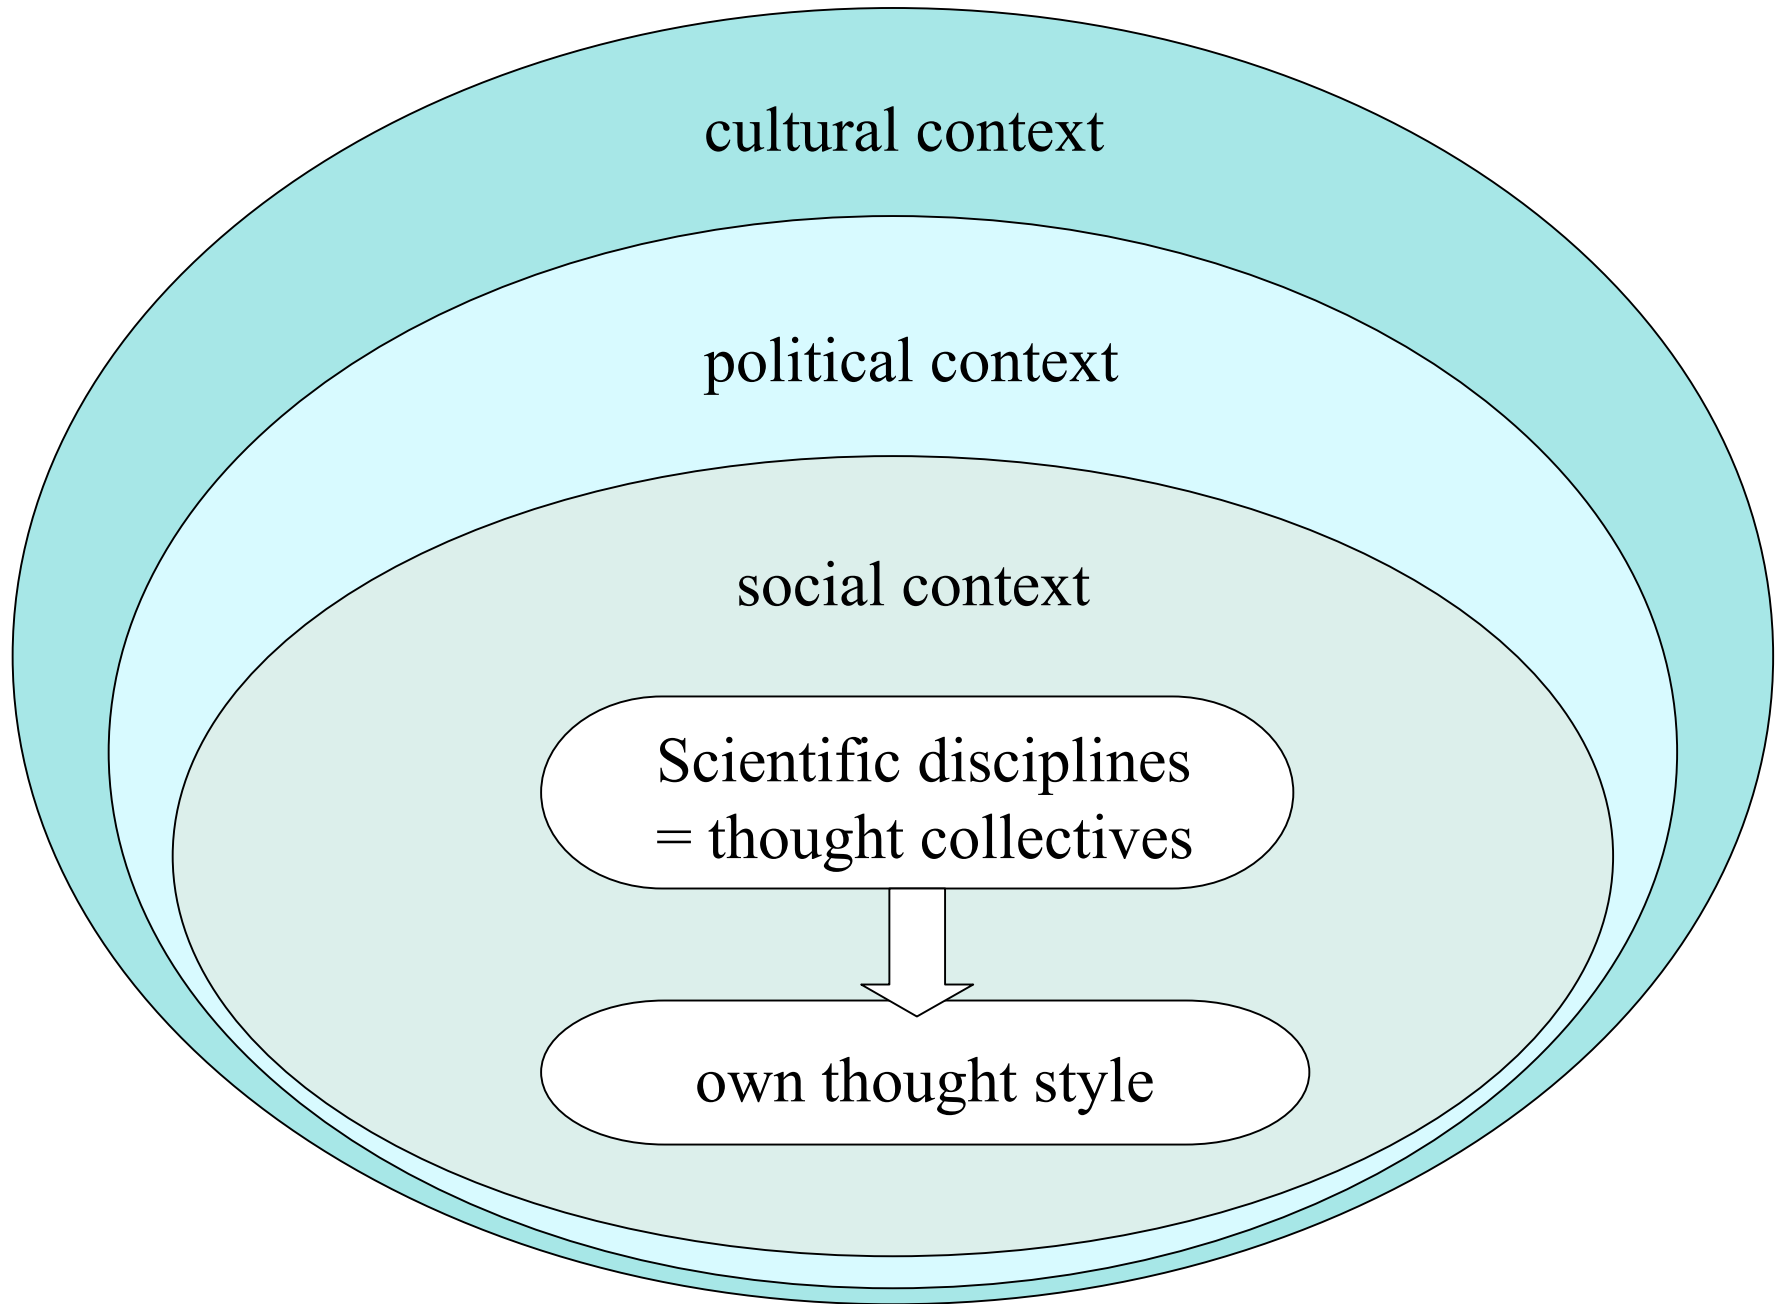 cultural context
political context
social context
Scientific disciplines
= thought collectives
own thought style